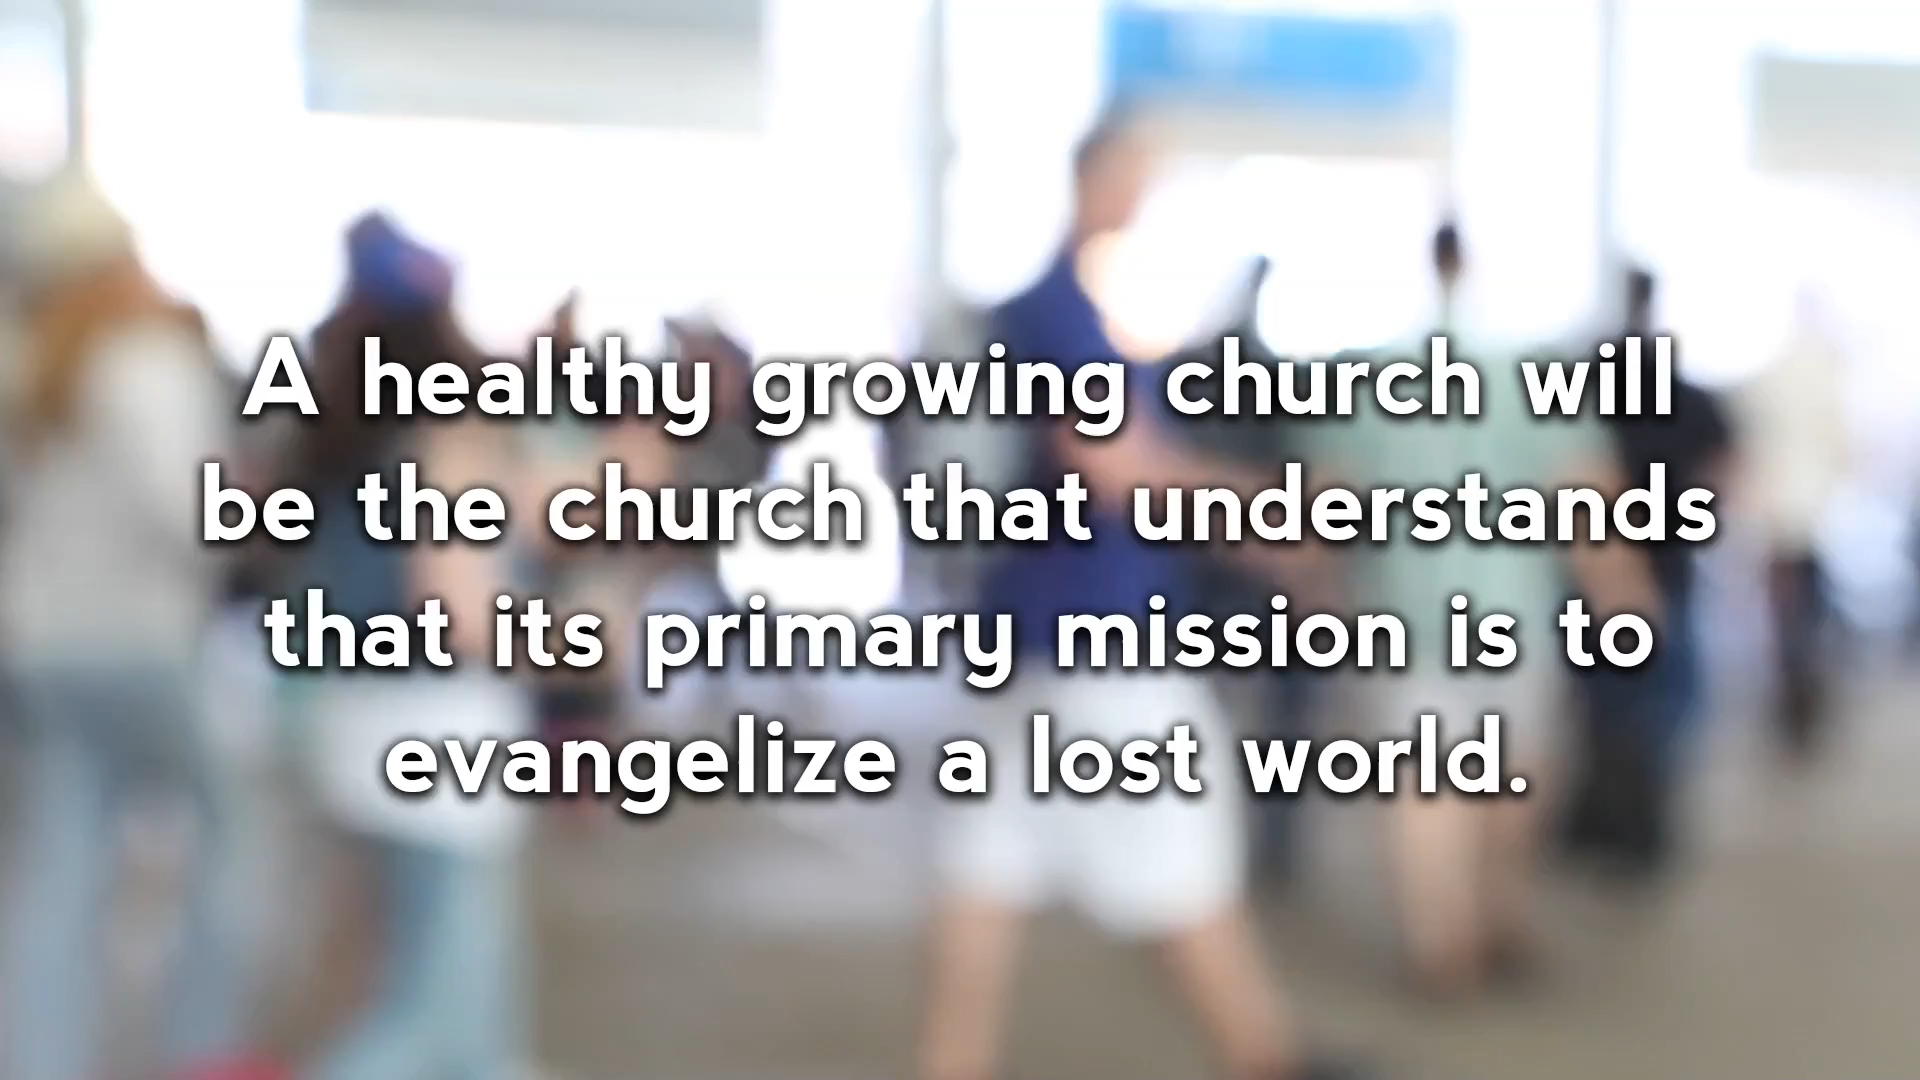 A healthy growing church will
be the church that understands
that its primary mission is to
evangelize a lost world.